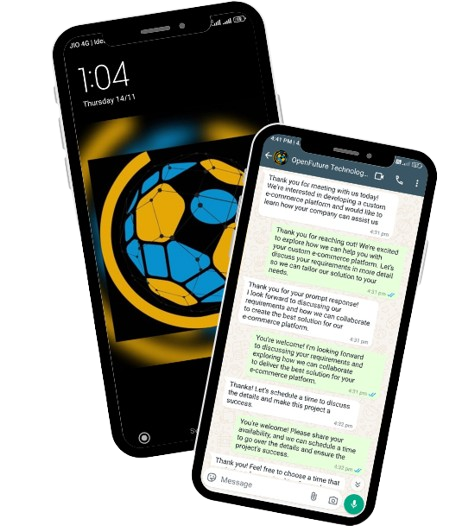 JIO 4G | Ide
1:04
Thursday 14/11
4:41 PM | 4
OpenFuture Technolog..
Thank you for meeting with us today!
We're interested in developing a custom
e-commerce platform and would like to
learn how your company can assist us
4:31 pm
Thank you for reaching out! We're excited
to explore how we can help you with
your custom e-commerce platform. Let's
discuss your requirements in more detail
so we can tailor our solution to your
needs.
4:31 pm
Thank you for your prompt response!
I look forward to discussing our
requirements and how we can collaborate
to create the best solution for our
e-commerce platform.
4:31 pm
You're welcome! I'm looking forward
to discussing your requirements and
exploring how we can collaborate
to deliver the best solution for your
e-commerce platform.
4:31 pm
Thanks! Let's schedule a time to discuss
the details and make this project a
success.
4:32 pm
You're welcome! Please share your
availability, and we can schedule a time
to go over the details and ensure the
project's success.
4:33 pm
Thank you! Feel free to choose a time that
Message